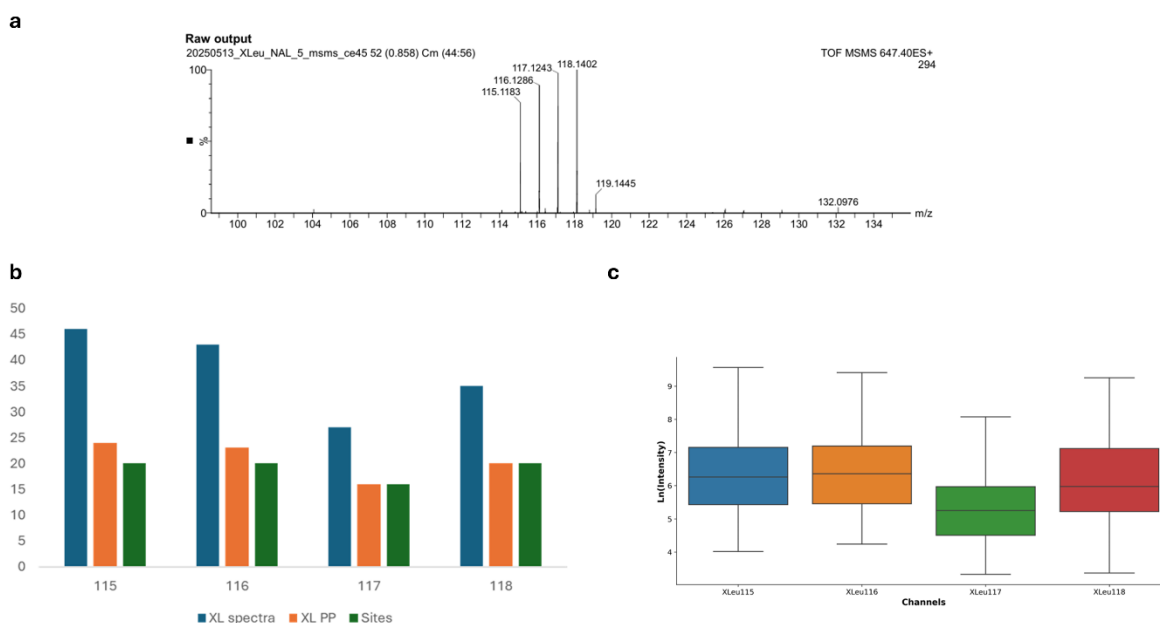 a
Raw output
20250513_XLeu_NAL_5_msms_ce45 52 (0.858) Cm (44:56)
TOF MSMS 647.40ES+
294
100
%
0
115.1183
116.1286
117.1243
118.1402
119.1445
132.0976
m/z
100 102 104 106 108 110 112 114 116 118 120 122 124 126 128 130 132 134
b
50
45
40
35
30
25
20
15
10
5
0
115 116 117 118
XL spectra XL PP Sites
c
Ln(Intensity)
9
8
7
6
5
4
XLeu115 XLeu116 XLeu117 XLeu118
Channels